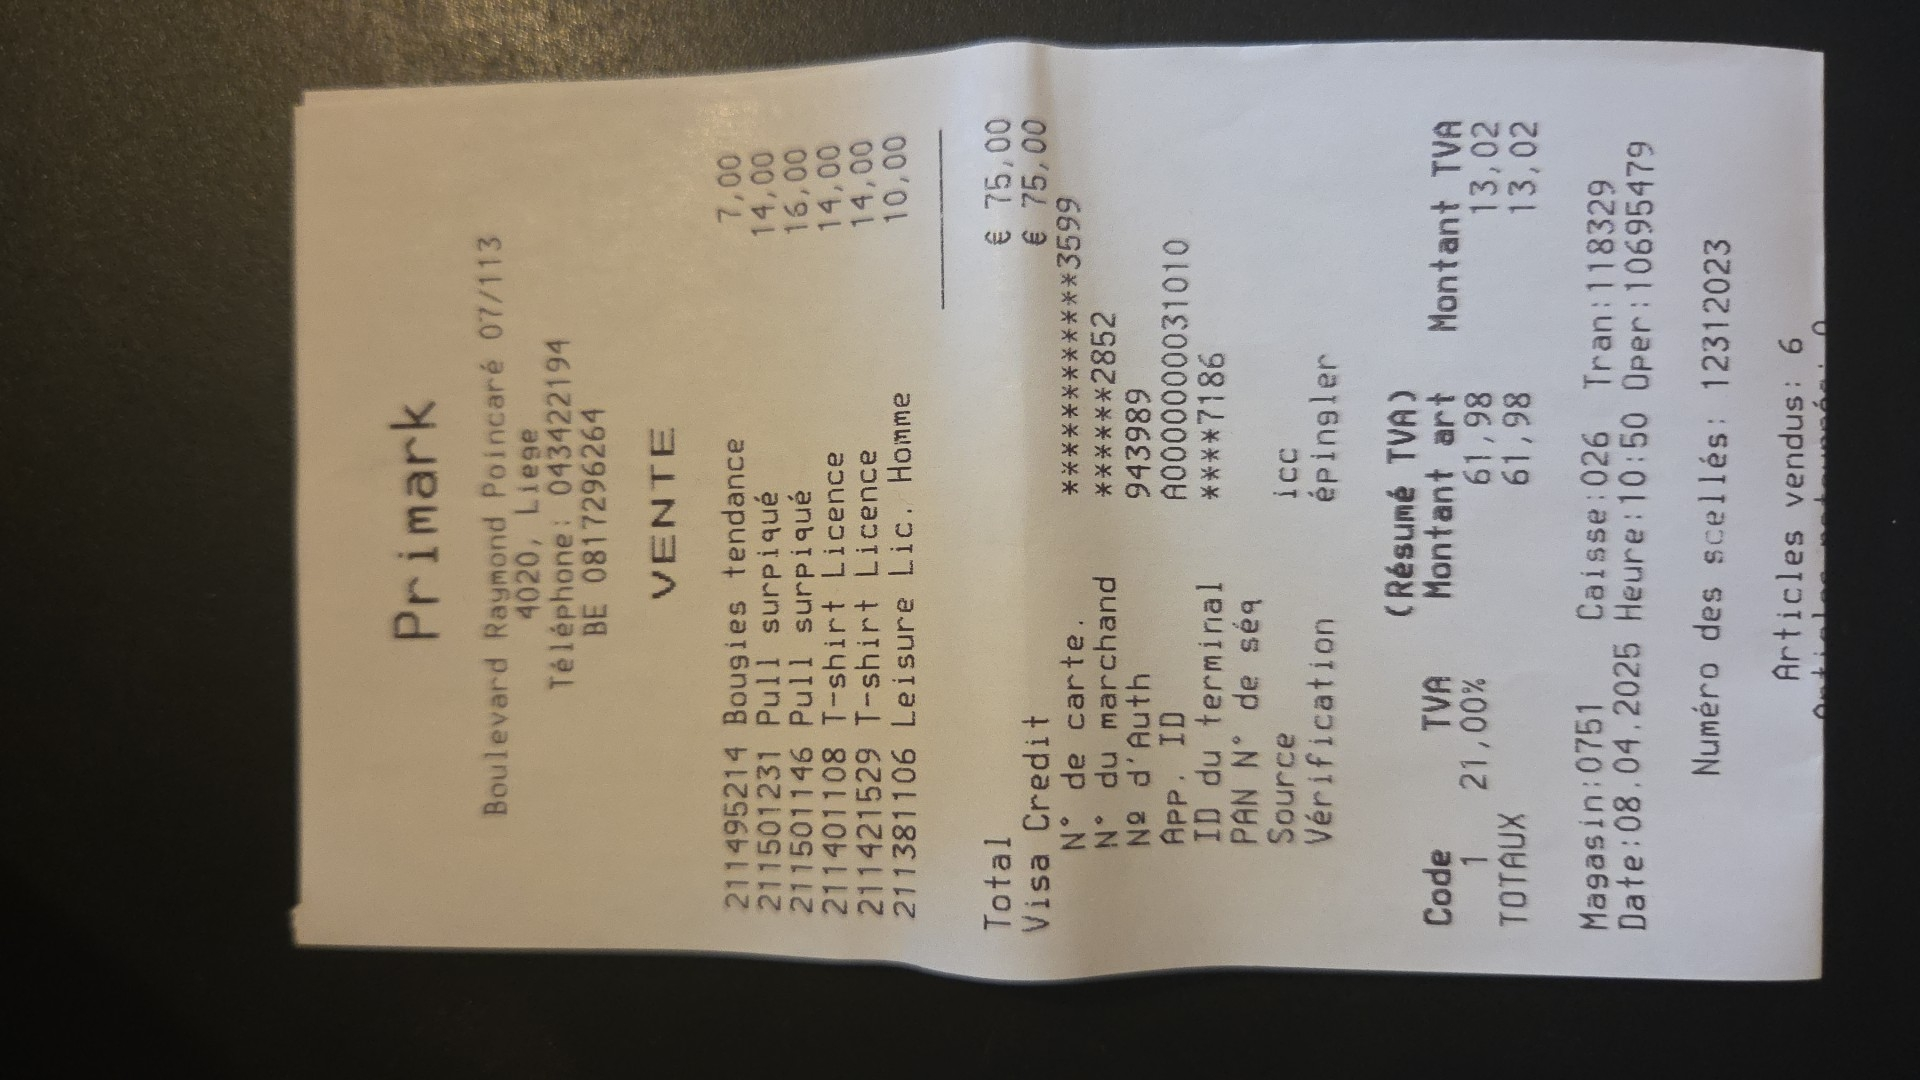 Primark
Boulevard Raymond Poincaré 07/113
4020, Liege
Téléphone: 043422194
BE 0817296264
VENTE
211495214 Bougies tendance 7,00
211501231 Pull surpiqué 14,00
211501146 Pull surpiqué 16,00
211401108 T-shirt Licence 14,00
211421529 T-shirt Licence 14,00
211381106 Leisure Lic. Homme 10,00
Total € 75,00
Visa Credit € 75,00
N° de carte. ************3599
N° du marchand ******2852
Nº d'Auth 943989
App. ID A0000000031010
ID du terminal ****7186
PAN N° de séq
Source icc
Vérification épingler
(Résumé TVA)
Code TVA Montant art Montant TVA
1 21,00% 61,98 13,02
TOTAUX 61,98 13,02
Magasin:0751 Caisse:026 Tran:118329
Date:08.04.2025 Heure:10:50 Oper:10695479
Numéro des scellés: 12312023
Articles vendus: 6